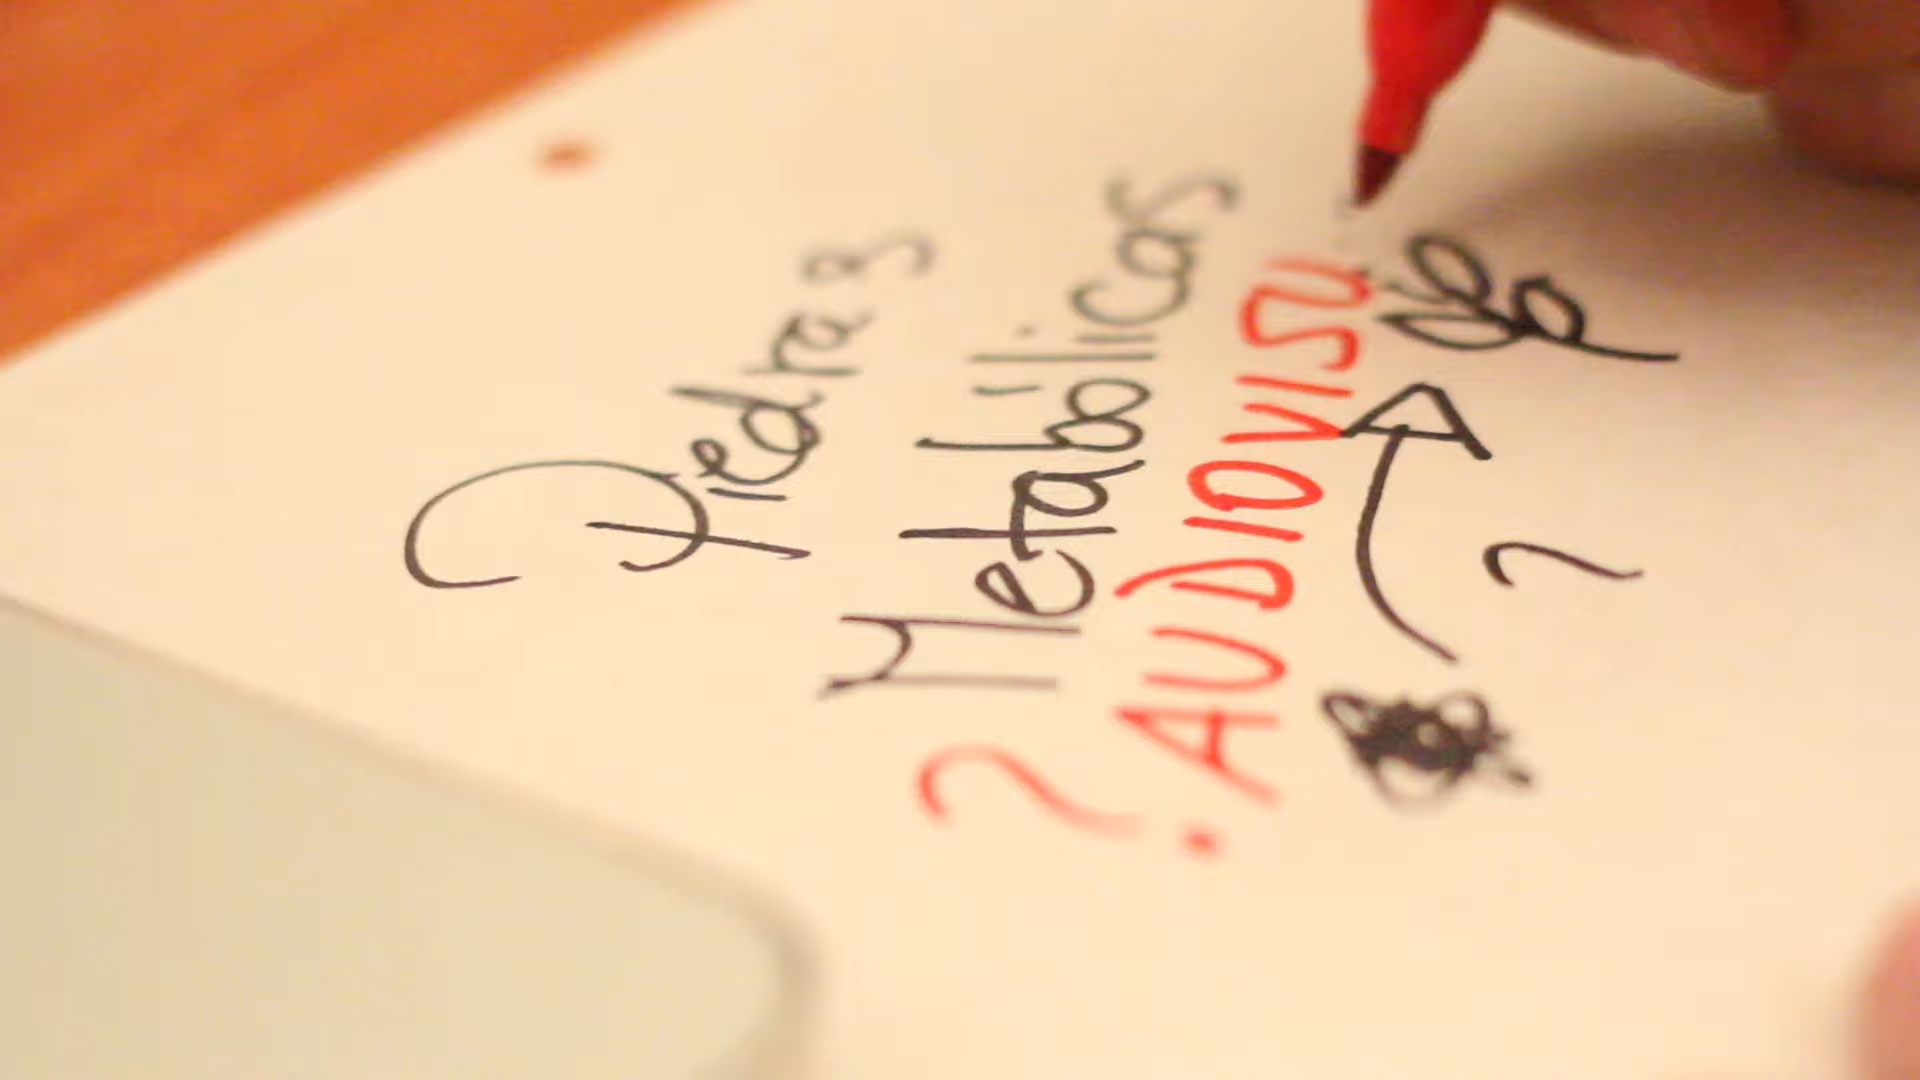 Piedras
Metabólicas
?
.AUDIOVISU
?